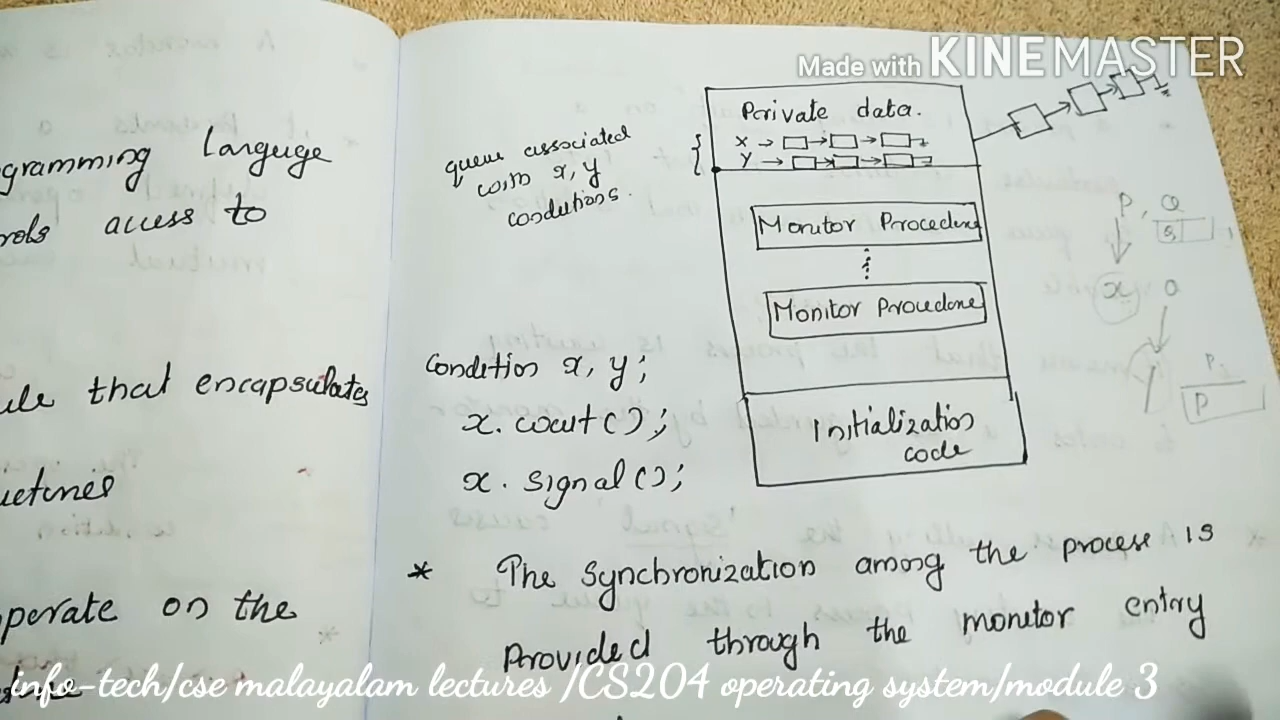 Made with KINEMASTER
gramming languge
rols access to
ule that encapsulates
uctines
perate on the
queue associated
with x, y
conditions.
Private data.
x →
y →
Monitor Procedure
Monitor Procedure
Initialization
code
P, Q
x
P
condition x, y;
x. wait();
x. signal();
* The synchronization among the process is
Provided through the monitor entry
info-tech/cse malayalam lectures /CS204 operating system/module 3